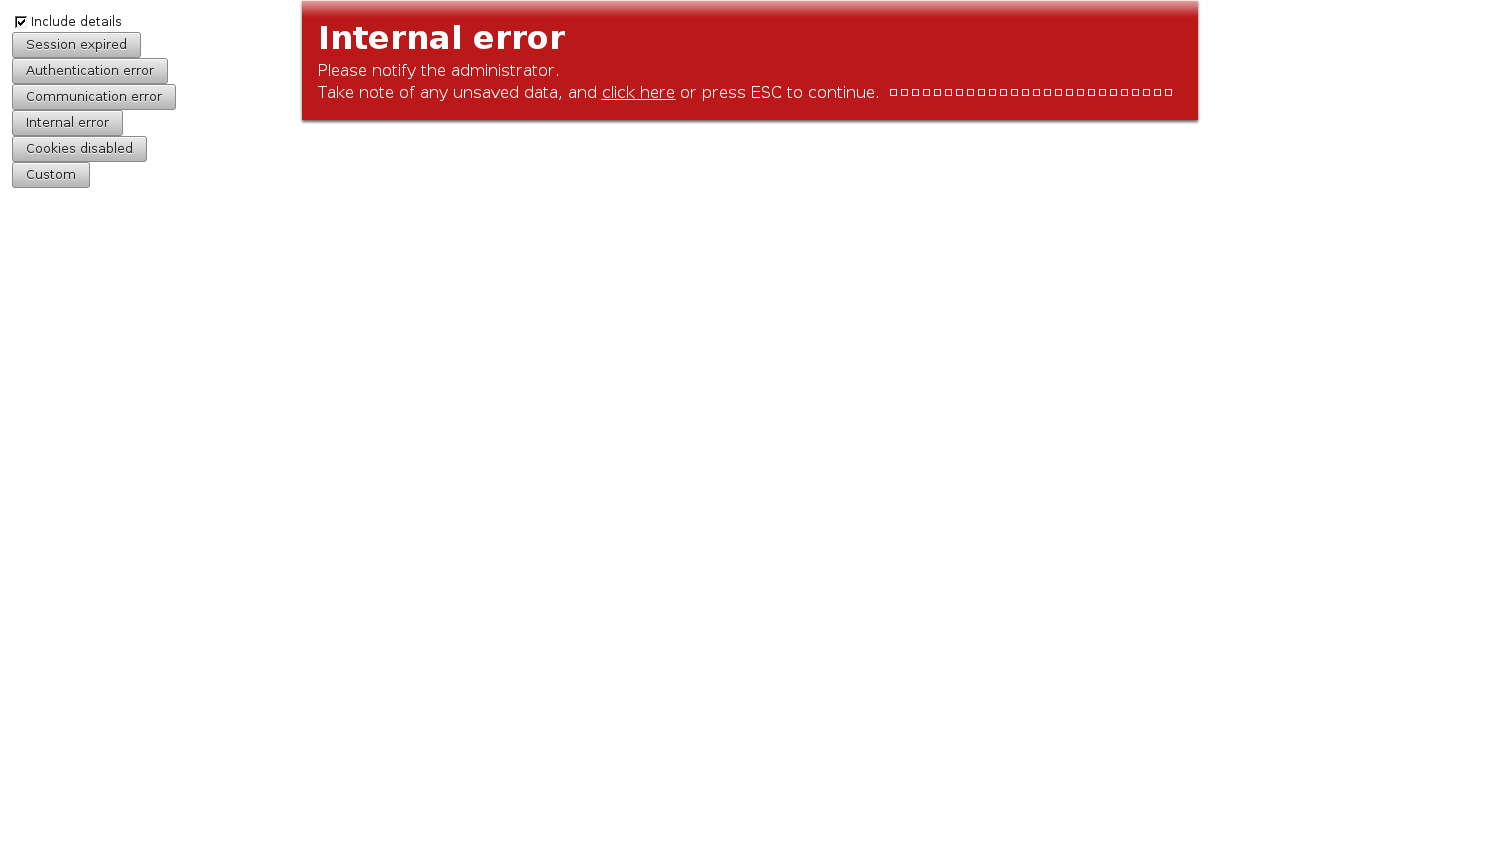 Include details
Session expired
Authentication error
Communication error
Internal error
Cookies disabled
Custom
Internal error
Please notify the administrator.
Take note of any unsaved data, and click here or press ESC to continue.